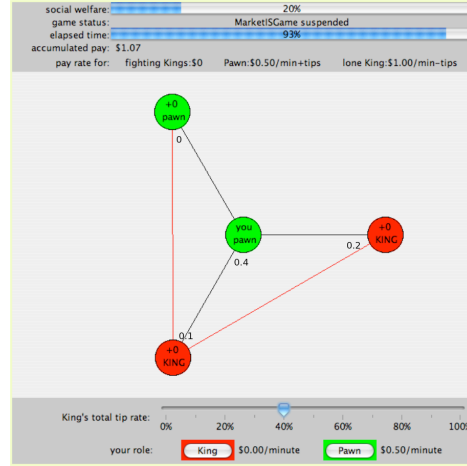 social welfare: 20%
game status: MarketISGame suspended
elapsed time: 93%
accumulated pay: $1.07
pay rate for: fighting Kings:$0 Pawn:$0.50/min+tips lone King:$1.00/min-tips
+0
pawn
0
you
pawn
0.4
0.2
+0
KING
0.1
+0
KING
King's total tip rate:
0% 20% 40% 60% 80% 100%
your role: King $0.00/minute Pawn $0.50/minute